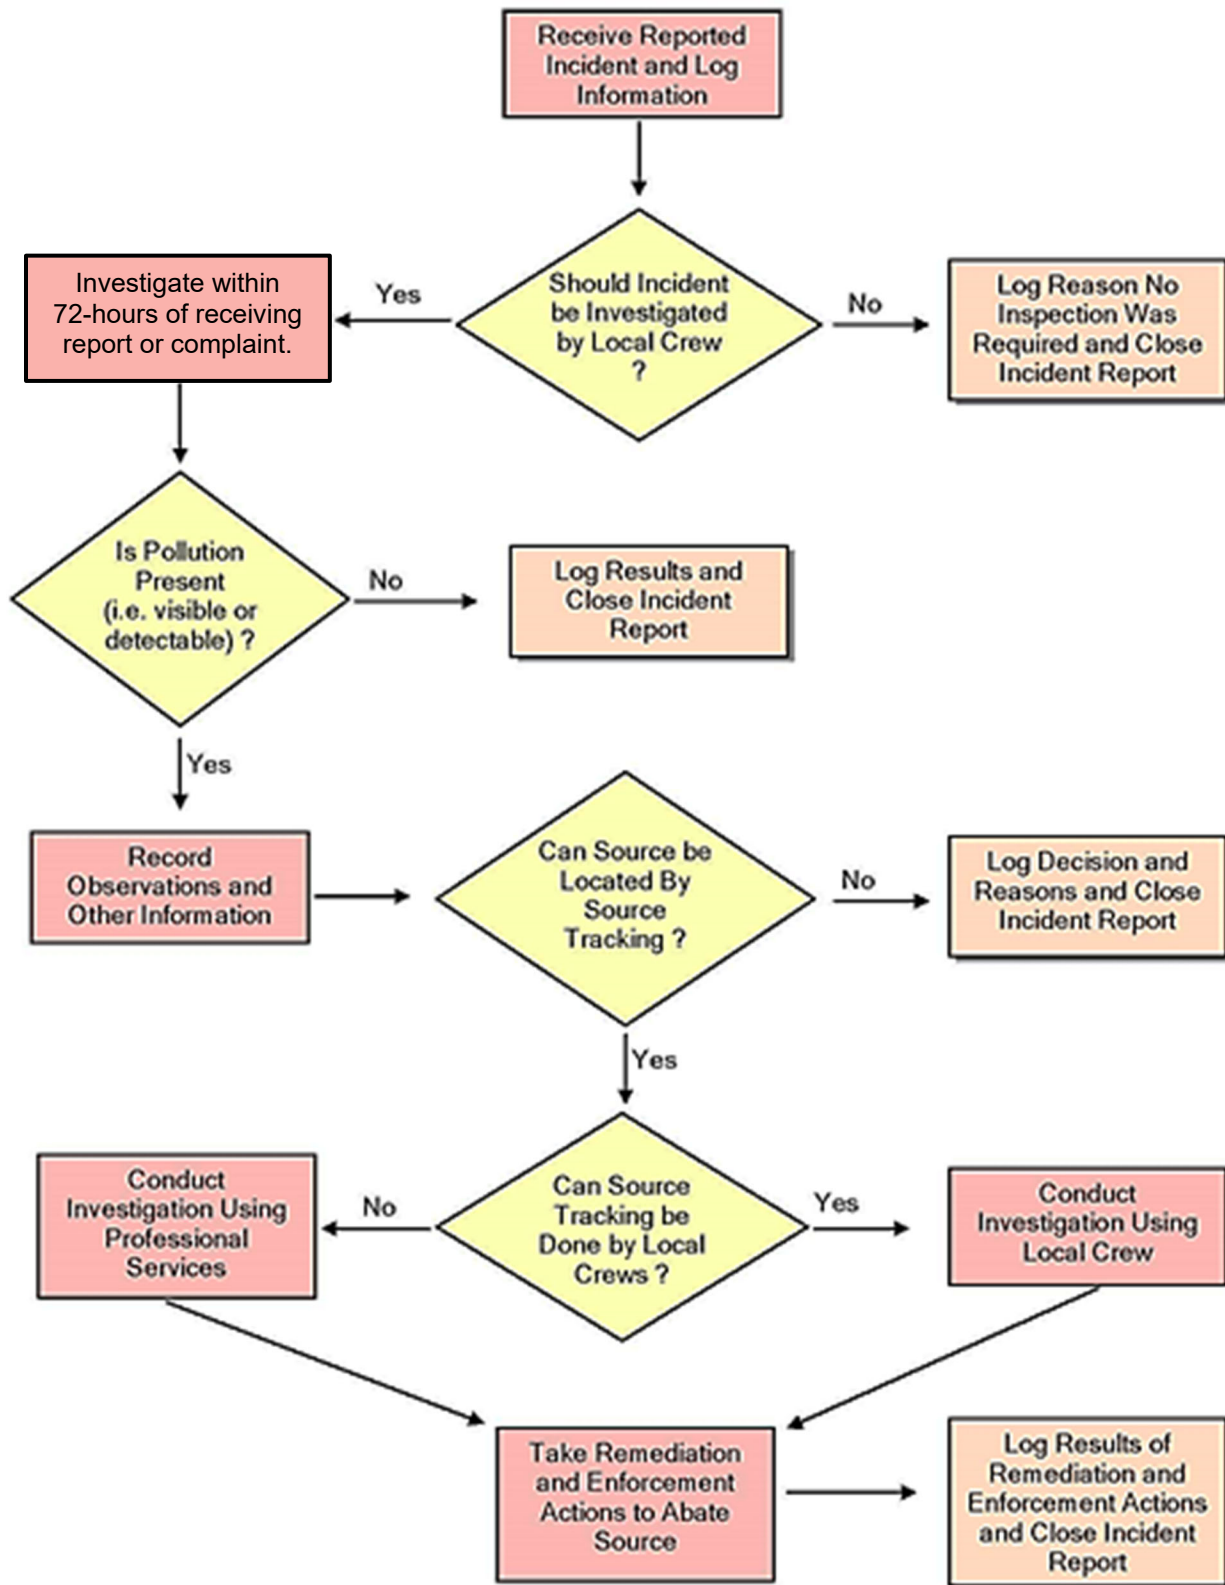 Receive Reported
Incident and Log
Information
Should Incident
be Investigated
by Local Crew
?
Yes
No
Investigate within
72-hours of receiving
report or complaint.
Log Reason No
Inspection Was
Required and Close
Incident Report
Is Pollution
Present
(i.e. visible or
detectable) ?
No
Log Results and
Close Incident
Report
Yes
Record
Observations and
Other Information
Can Source be
Located By
Source
Tracking ?
No
Log Decision and
Reasons and Close
Incident Report
Yes
Can Source
Tracking be
Done by Local
Crews ?
No
Conduct
Investigation Using
Professional
Services
Yes
Conduct
Investigation Using
Local Crew
Take Remediation
and Enforcement
Actions to Abate
Source
Log Results of
Remediation and
Enforcement Actions
and Close Incident
Report